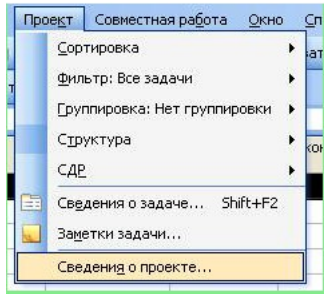 Проект Совместная работа Окно Сп
Сортировка
Фильтр: Все задачи
Группировка: Нет группировки
Структура
СДР
Сведения о задаче... Shift+F2
Заметки задачи...
Сведения о проекте...